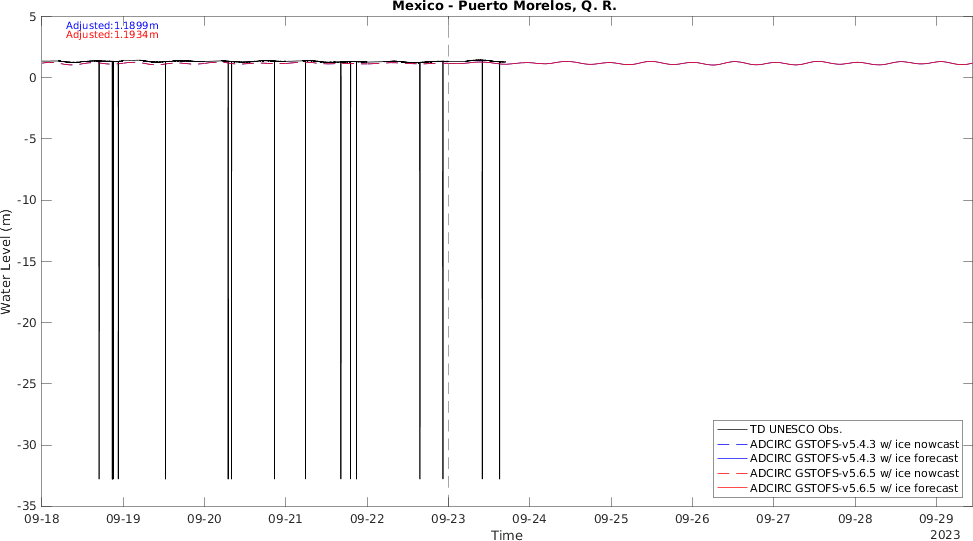 Mexico - Puerto Morelos, Q. R.
Adjusted:1.1899m
Adjusted:1.1934m
Water Level (m)
5
0
-5
-10
-15
-20
-25
-30
-35
TD UNESCO Obs.
ADCIRC GSTOFS-v5.4.3 w/ ice nowcast
ADCIRC GSTOFS-v5.4.3 w/ ice forecast
ADCIRC GSTOFS-v5.6.5 w/ ice nowcast
ADCIRC GSTOFS-v5.6.5 w/ ice forecast
09-18 09-19 09-20 09-21 09-22 09-23 09-24 09-25 09-26 09-27 09-28 09-29
Time
2023